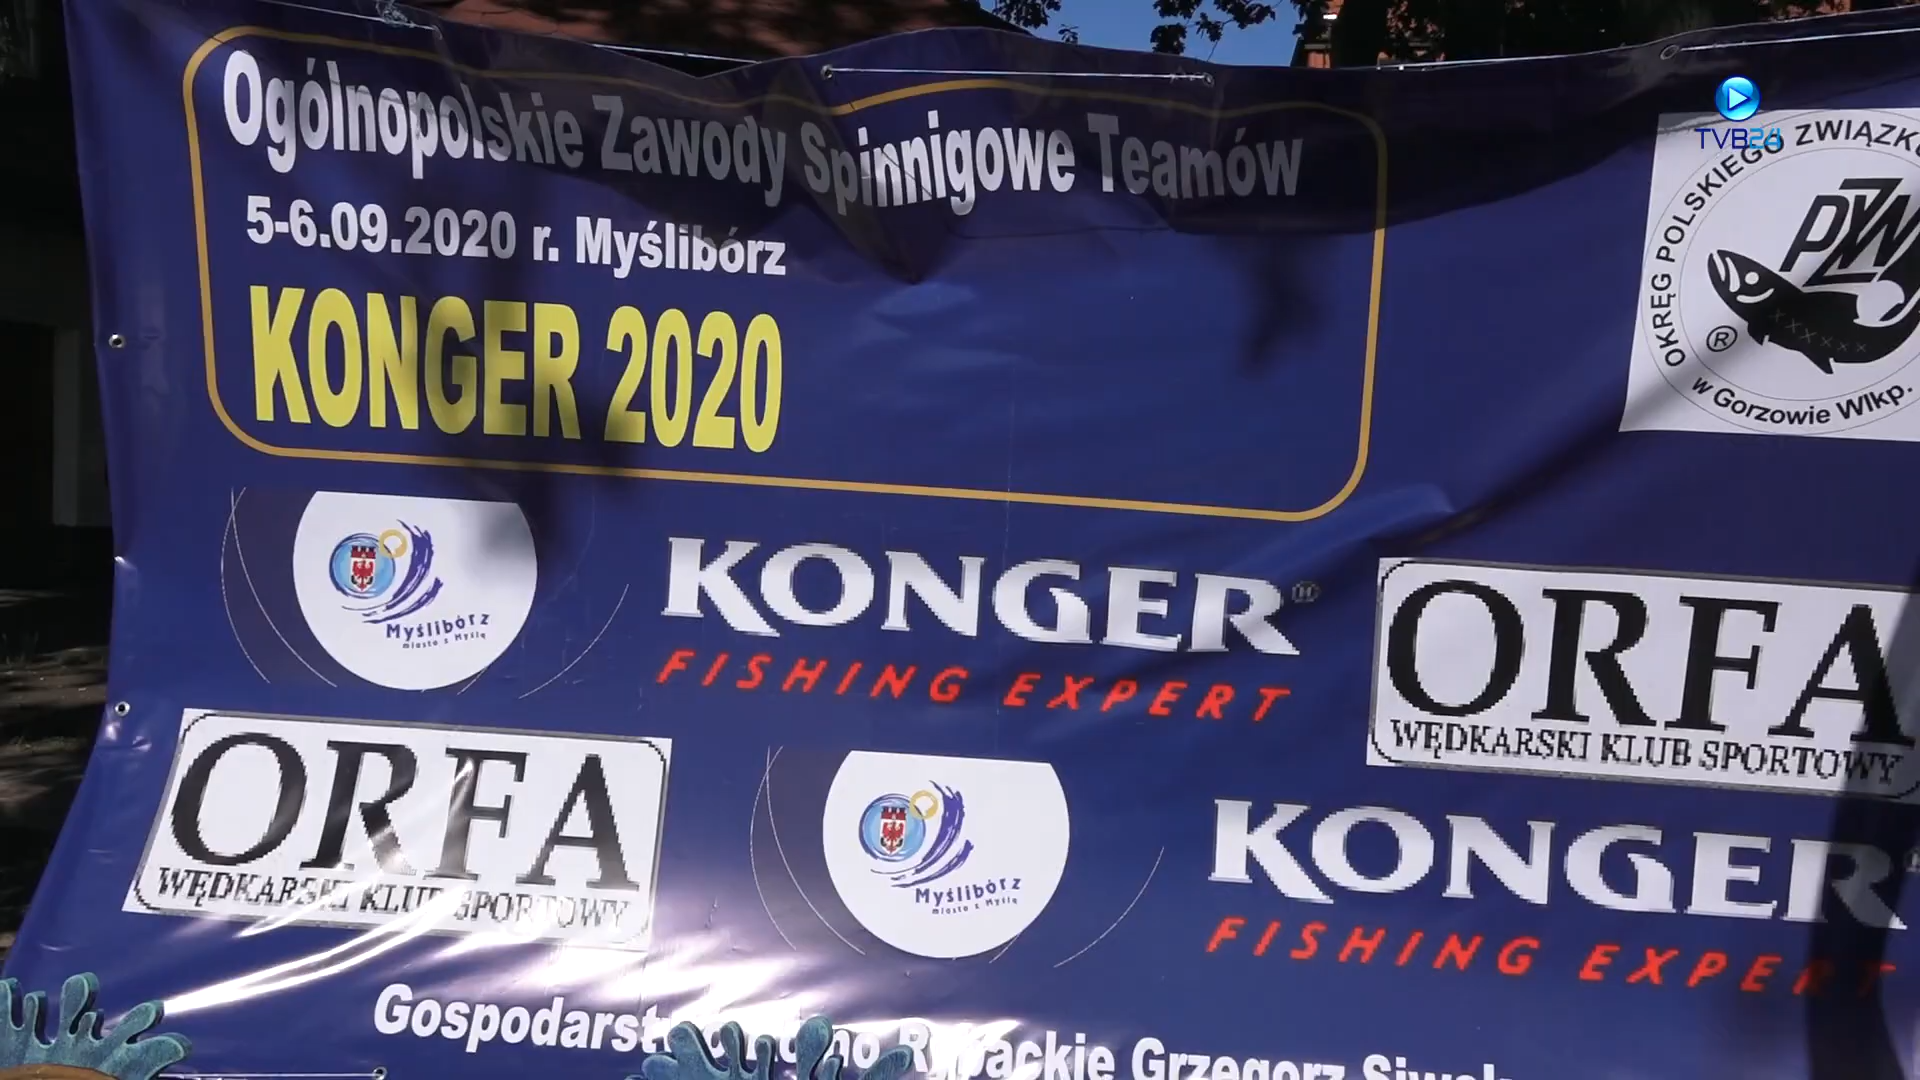 Ogólnopolskie Zawody Spinnigowe Teamów
5-6.09.2020 r. Myślibórz
KONGER 2020
TVB24
OKRĘG POLSKIEGO ZWIĄZKU
PZW
®
w Gorzowie Wlkp.
Myślibórz
miasto z Myślą
KONGER®
FISHING EXPERT
ORFA
WĘDKARSKI KLUB SPORTOWY
ORFA
WĘDKARSKI KLUB SPORTOWY
Myślibórz
miasto z Myślą
KONGER
FISHING EXPERT
Grzegorz